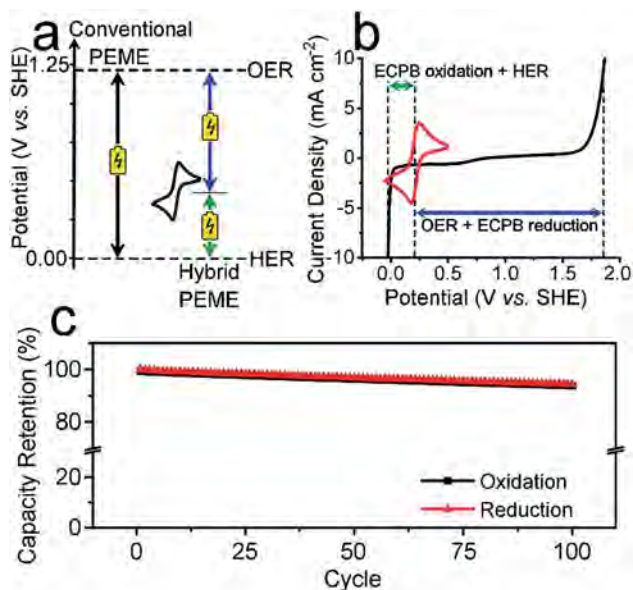 a
Conventional
PEME
1.25
OER
Potential (V vs. SHE)
0.00
HER
Hybrid
PEME
b
10
5
0
-5
-10
Current Density (mA cm-2)
ECPB oxidation + HER
OER + ECPB reduction
0.0 0.5 1.0 1.5 2.0
Potential (V vs. SHE)
c
Capacity Retention (%)
100
80
20
0
Oxidation
Reduction
0 25 50 75 100
Cycle